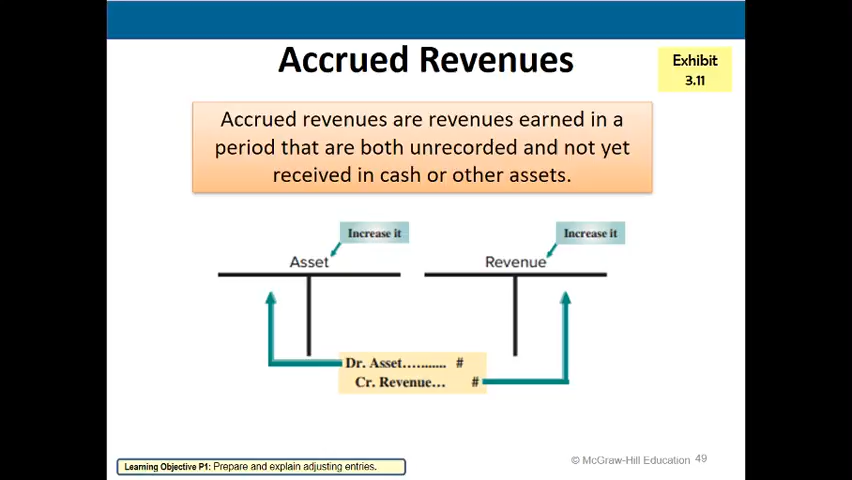 Accrued Revenues
Exhibit
3.11
Accrued revenues are revenues earned in a
period that are both unrecorded and not yet
received in cash or other assets.
Increase it
Increase it
Asset
Revenue
Dr. Asset........... #
Cr. Revenue... #
Learning Objective P1: Prepare and explain adjusting entries.
© McGraw-Hill Education 49